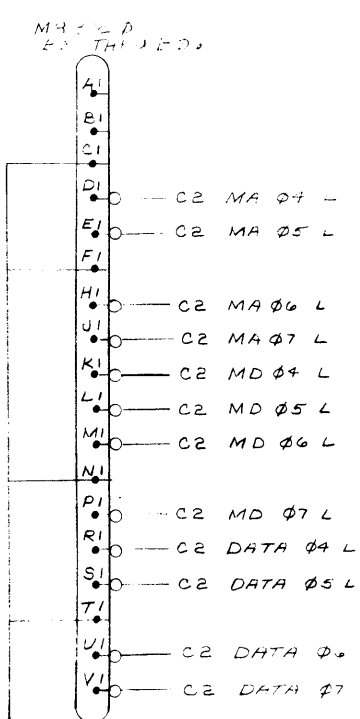 A1
B1
C1
D1 C2 MA Ø4 -
E1 C2 MA Ø5 L
F1
H1 C2 MA Ø6 L
J1 C2 MA Ø7 L
K1 C2 MD Ø4 L
L1 C2 MD Ø5 L
M1 C2 MD Ø6 L
N1
P1 C2 MD Ø7 L
R1 C2 DATA Ø4 L
S1 C2 DATA Ø5 L
T1
U1 C2 DATA Ø6
V1 C2 DATA Ø7